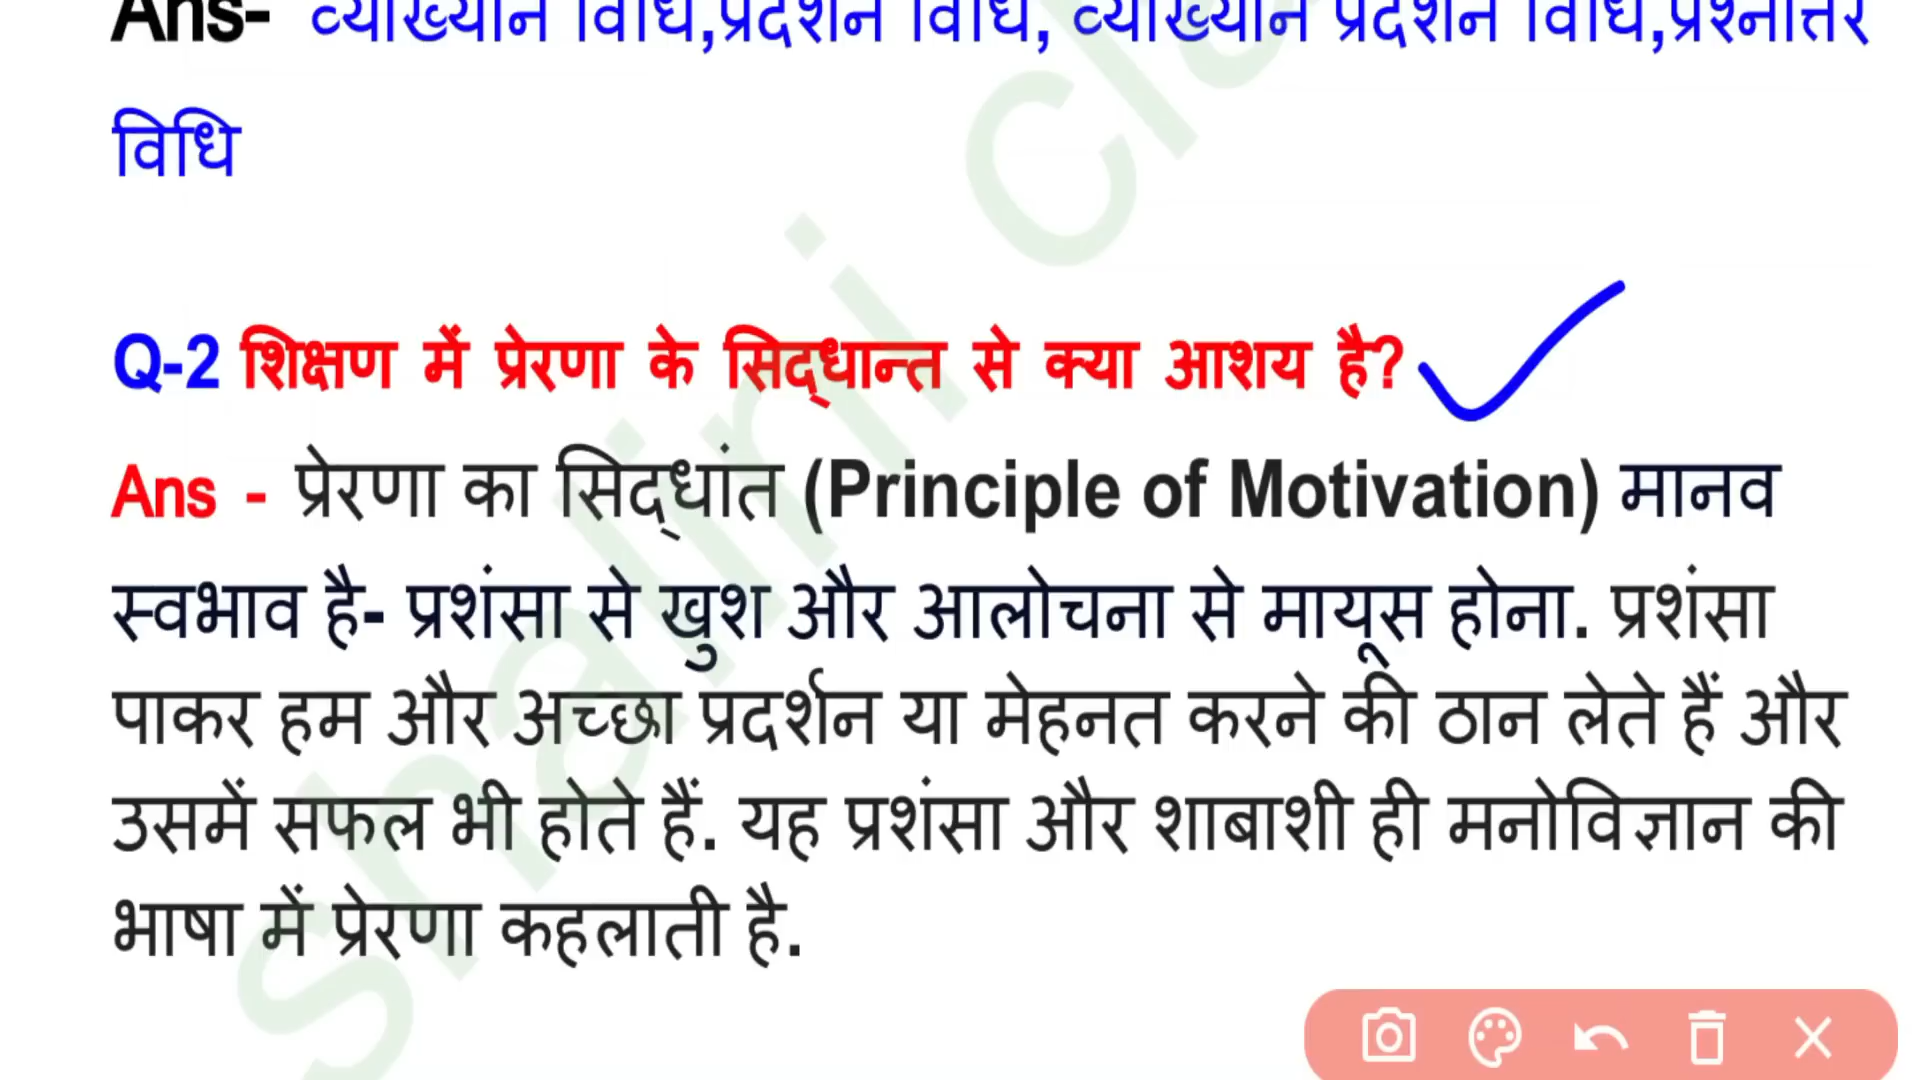 Ans- व्याख्यान विधि,प्रदर्शन विधि, व्याख्यान प्रदर्शन विधि,प्रश्नोत्तर
विधि
Q-2 शिक्षण में प्रेरणा के सिद्धान्त से क्या आशय है?
Ans - प्रेरणा का सिद्धांत (Principle of Motivation) मानव
स्वभाव है- प्रशंसा से खुश और आलोचना से मायूस होना. प्रशंसा
पाकर हम और अच्छा प्रदर्शन या मेहनत करने की ठान लेते हैं और
उसमें सफल भी होते हैं. यह प्रशंसा और शाबाशी ही मनोविज्ञान की
भाषा में प्रेरणा कहलाती है.
shalini cla